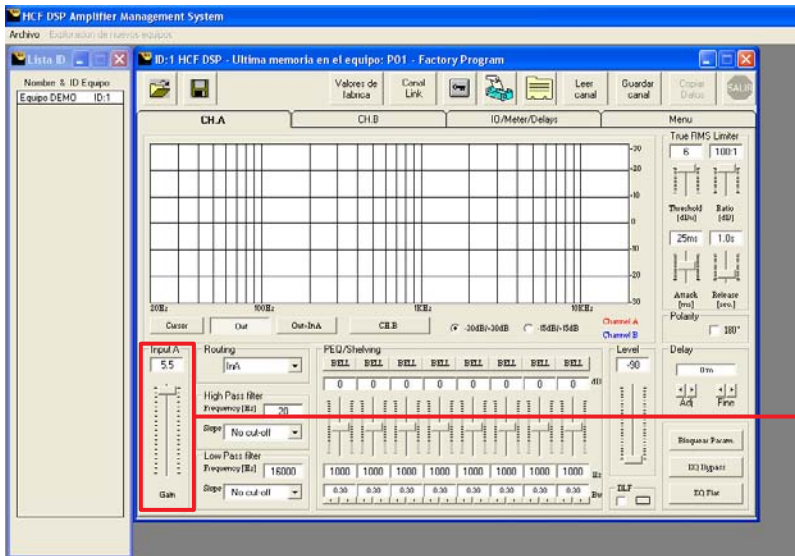 HCF DSP Amplifier Management System
Archivo Exploracion de nuevos equipos
Lista ID
Nombre & ID Equipo
Equipo DEMO ID:1
ID:1 HCF DSP - Ultima memoria en el equipo: P01 - Factory Program
Valores de fabrica
Canal Link
Leer canal
Guardar canal
Copiar Datos
SALIR
CH.A CH.B IO/Meter/Delays Menu
-30
-20
-10
0
-10
-20
-30
20Hz 100Hz 1KHz 10KHz
Cursor Out Out-InA CH.B -30dB/-30dB -15dB/-15dB
Channel A
Channel B
True RMS Limiter
6 100:1
Threshold [dBu]
Ratio [dB]
25ms 1.0s
Attack [ms]
Release [sec.]
Polarity
180°
Input A
5.5
Gain
Routing
InA
High Pass filter
Frequency[Hz] 20
Slope No cut-off
Low Pass filter
Frequency[Hz] 16000
Slope No cut-off
PEQ/Shelving
BELL BELL BELL BELL BELL BELL BELL
0 0 0 0 0 0 0 dB
1000 1000 1000 1000 1000 1000 1000 Hz
0.30 0.30 0.30 0.30 0.30 0.30 0.30 Bw
Level
-90
DLF
Delay
0m
Adj Fine
Bloquear Param.
EQ Bypass
EQ Flat